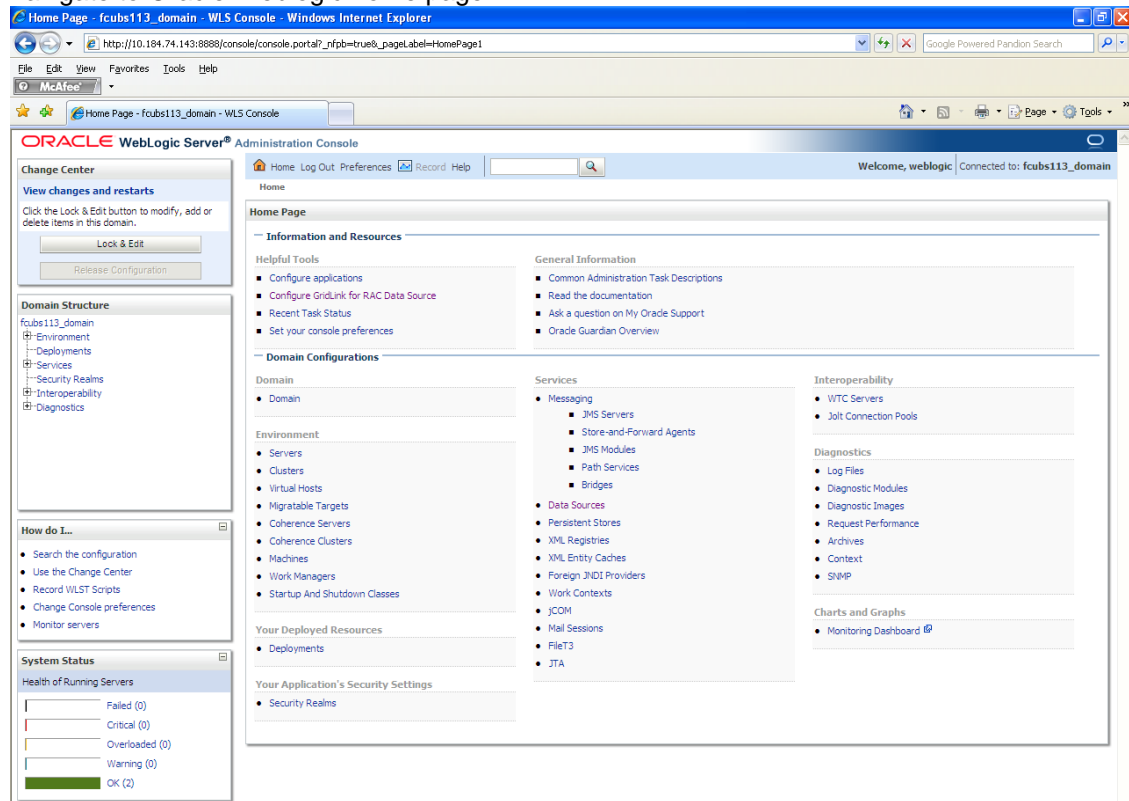 Home Page - fcubs113_domain - WLS Console - Windows Internet Explorer
http://10.184.74.143:8888/console/console.portal?_nfpb=true&_pageLabel=HomePage1
Google Powered Pandion Search
File Edit View Favorites Tools Help
McAfee
Home Page - fcubs113_domain - WLS Console
Page Tools
ORACLE WebLogic Server® Administration Console
Change Center
View changes and restarts
Click the Lock & Edit button to modify, add or
delete items in this domain.
Lock & Edit
Release Configuration
Domain Structure
fcubs113_domain
Environment
Deployments
Services
Security Realms
Interoperability
Diagnostics
How do I...
Search the configuration
Use the Change Center
Record WLST Scripts
Change Console preferences
Monitor servers
System Status
Health of Running Servers
Failed (0)
Critical (0)
Overloaded (0)
Warning (0)
OK (2)
Home Log Out Preferences Record Help
Welcome, weblogic Connected to: fcubs113_domain
Home
Home Page
Information and Resources
Helpful Tools
Configure applications
Configure GridLink for RAC Data Source
Recent Task Status
Set your console preferences
General Information
Common Administration Task Descriptions
Read the documentation
Ask a question on My Oracle Support
Oracle Guardian Overview
Domain Configurations
Domain
Domain
Environment
Servers
Clusters
Virtual Hosts
Migratable Targets
Coherence Servers
Coherence Clusters
Machines
Work Managers
Startup And Shutdown Classes
Your Deployed Resources
Deployments
Your Application's Security Settings
Security Realms
Services
Messaging
JMS Servers
Store-and-Forward Agents
JMS Modules
Path Services
Bridges
Data Sources
Persistent Stores
XML Registries
XML Entity Caches
Foreign JNDI Providers
Work Contexts
jCOM
Mail Sessions
FileT3
JTA
Interoperability
WTC Servers
Jolt Connection Pools
Diagnostics
Log Files
Diagnostic Modules
Diagnostic Images
Request Performance
Archives
Context
SNMP
Charts and Graphs
Monitoring Dashboard